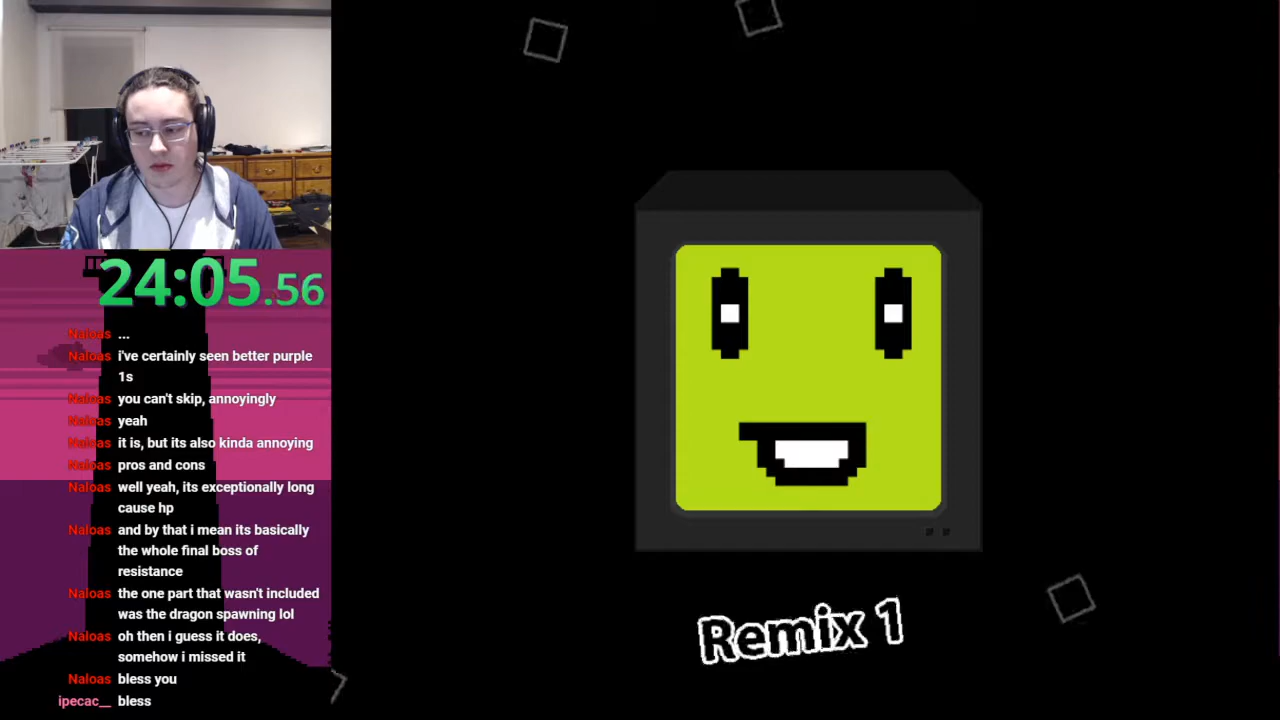 24:05.56
Naloas ...
Naloas i've certainly seen better purple
1s
Naloas you can't skip, annoyingly
Naloas yeah
Naloas it is, but its also kinda annoying
Naloas pros and cons
Naloas well yeah, its exceptionally long
cause hp
Naloas and by that i mean its basically
the whole final boss of
resistance
Naloas the one part that wasn't included
was the dragon spawning lol
Naloas oh then i guess it does,
somehow i missed it
Naloas bless you
ipecac__ bless
Remix 1